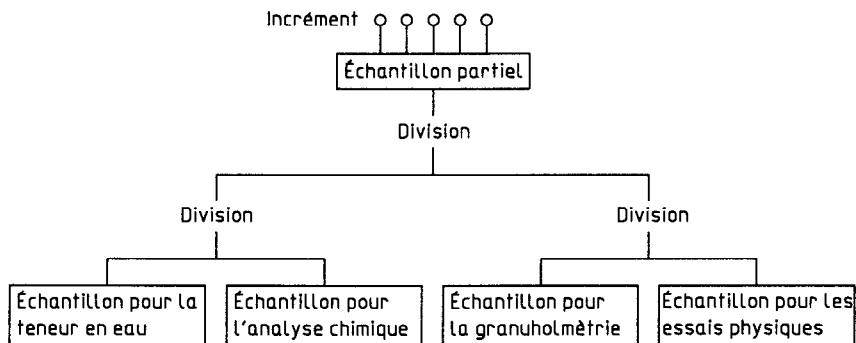 Incrément
Échantillon partiel
Division
Division
Division
Échantillon pour la
teneur en eau
Échantillon pour
l'analyse chimique
Échantillon pour
la granuholmètrie
Échantillon pour les
essais physiques